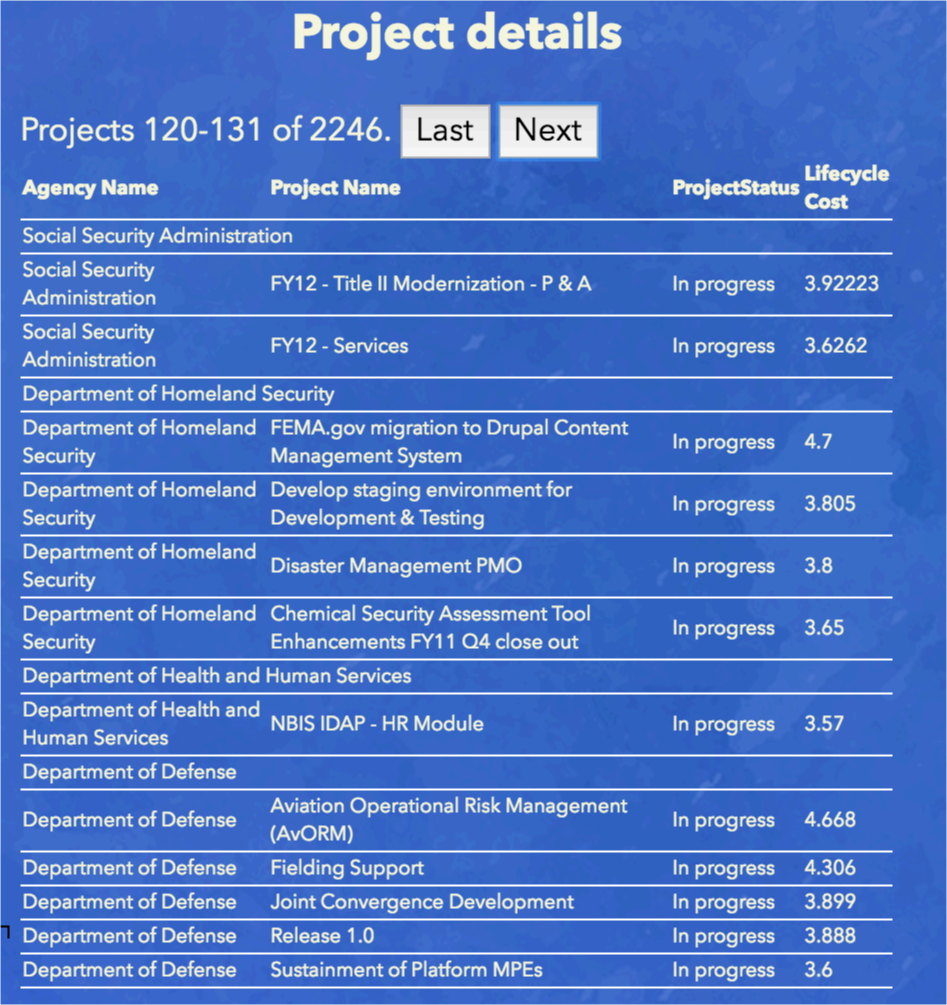 Project details
Projects 120-131 of 2246. Last Next
Agency Name Project Name ProjectStatus Lifecycle Cost
Social Security Administration
Social Security Administration FY12 - Title II Modernization - P & A In progress 3.92223
Social Security Administration FY12 - Services In progress 3.6262
Department of Homeland Security
Department of Homeland Security FEMA.gov migration to Drupal Content Management System In progress 4.7
Department of Homeland Security Develop staging environment for Development & Testing In progress 3.805
Department of Homeland Security Disaster Management PMO In progress 3.8
Department of Homeland Security Chemical Security Assessment Tool Enhancements FY11 Q4 close out In progress 3.65
Department of Health and Human Services
Department of Health and Human Services NBIS IDAP - HR Module In progress 3.57
Department of Defense
Department of Defense Aviation Operational Risk Management (AvORM) In progress 4.668
Department of Defense Fielding Support In progress 4.306
Department of Defense Joint Convergence Development In progress 3.899
Department of Defense Release 1.0 In progress 3.888
Department of Defense Sustainment of Platform MPEs In progress 3.6